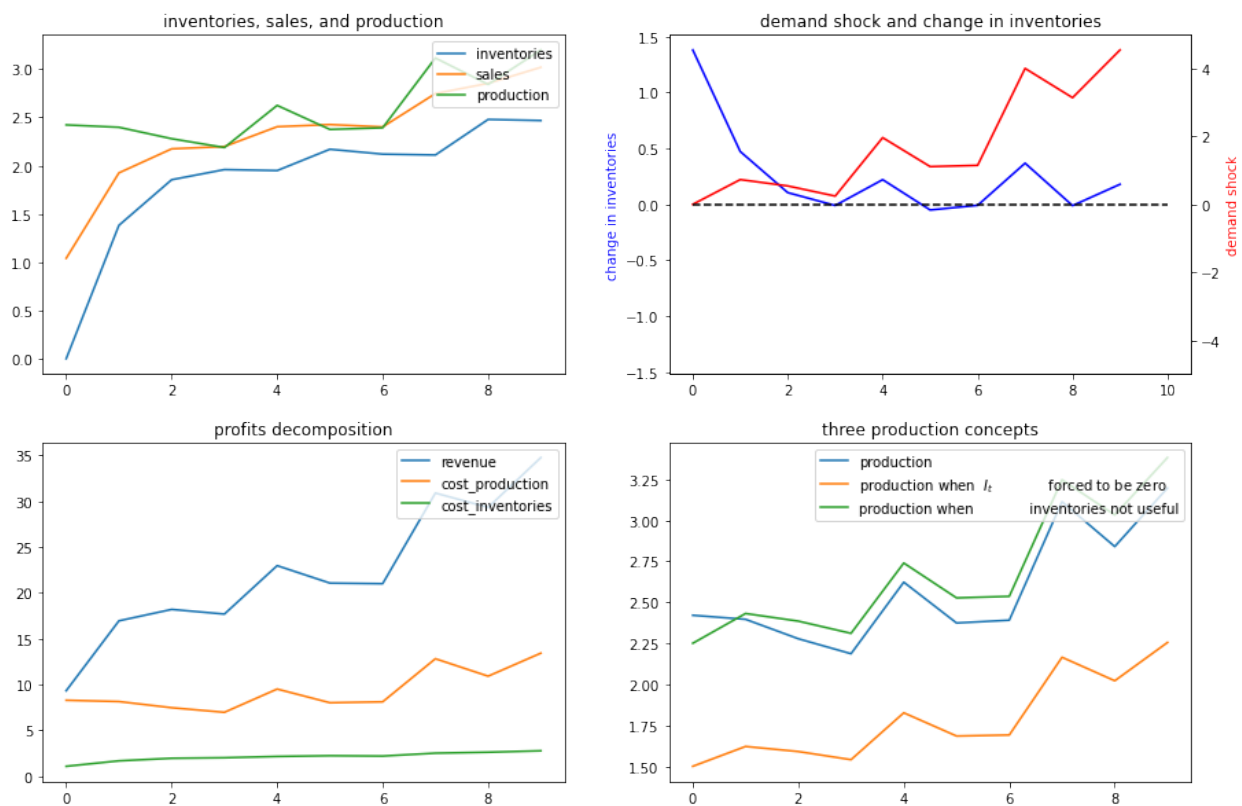 inventories, sales, and production
inventories
sales
production
3.0
2.5
2.0
1.5
1.0
0.5
0.0
0 2 4 6 8
demand shock and change in inventories
change in inventories
1.5
1.0
0.5
0.0
−0.5
−1.0
−1.5
4
2
0
−2
−4
demand shock
0 2 4 6 8 10
profits decomposition
revenue
cost_production
cost_inventories
35
30
25
20
15
10
5
0
0 2 4 6 8
three production concepts
production
production when I_t forced to be zero
production when inventories not useful
3.25
3.00
2.75
2.50
2.25
2.00
1.75
1.50
0 2 4 6 8